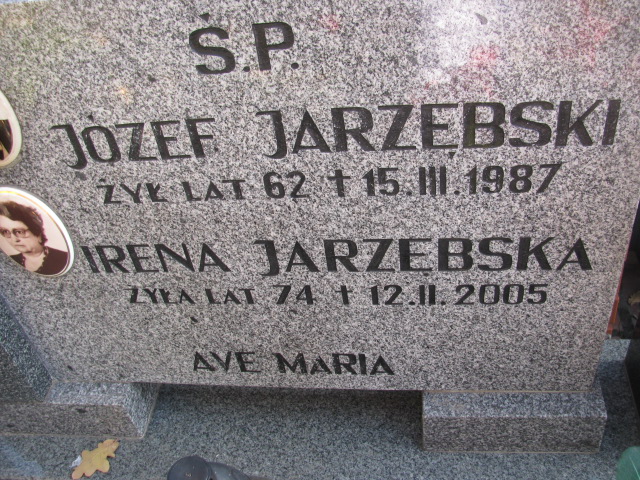 Ś.P.
JÓZEF JARZĘBSKI
ŻYŁ LAT 62 † 15.III.1987
IRENA JARZĘBSKA
ŻYŁA LAT 74 † 12.II.2005
AVE MARIA